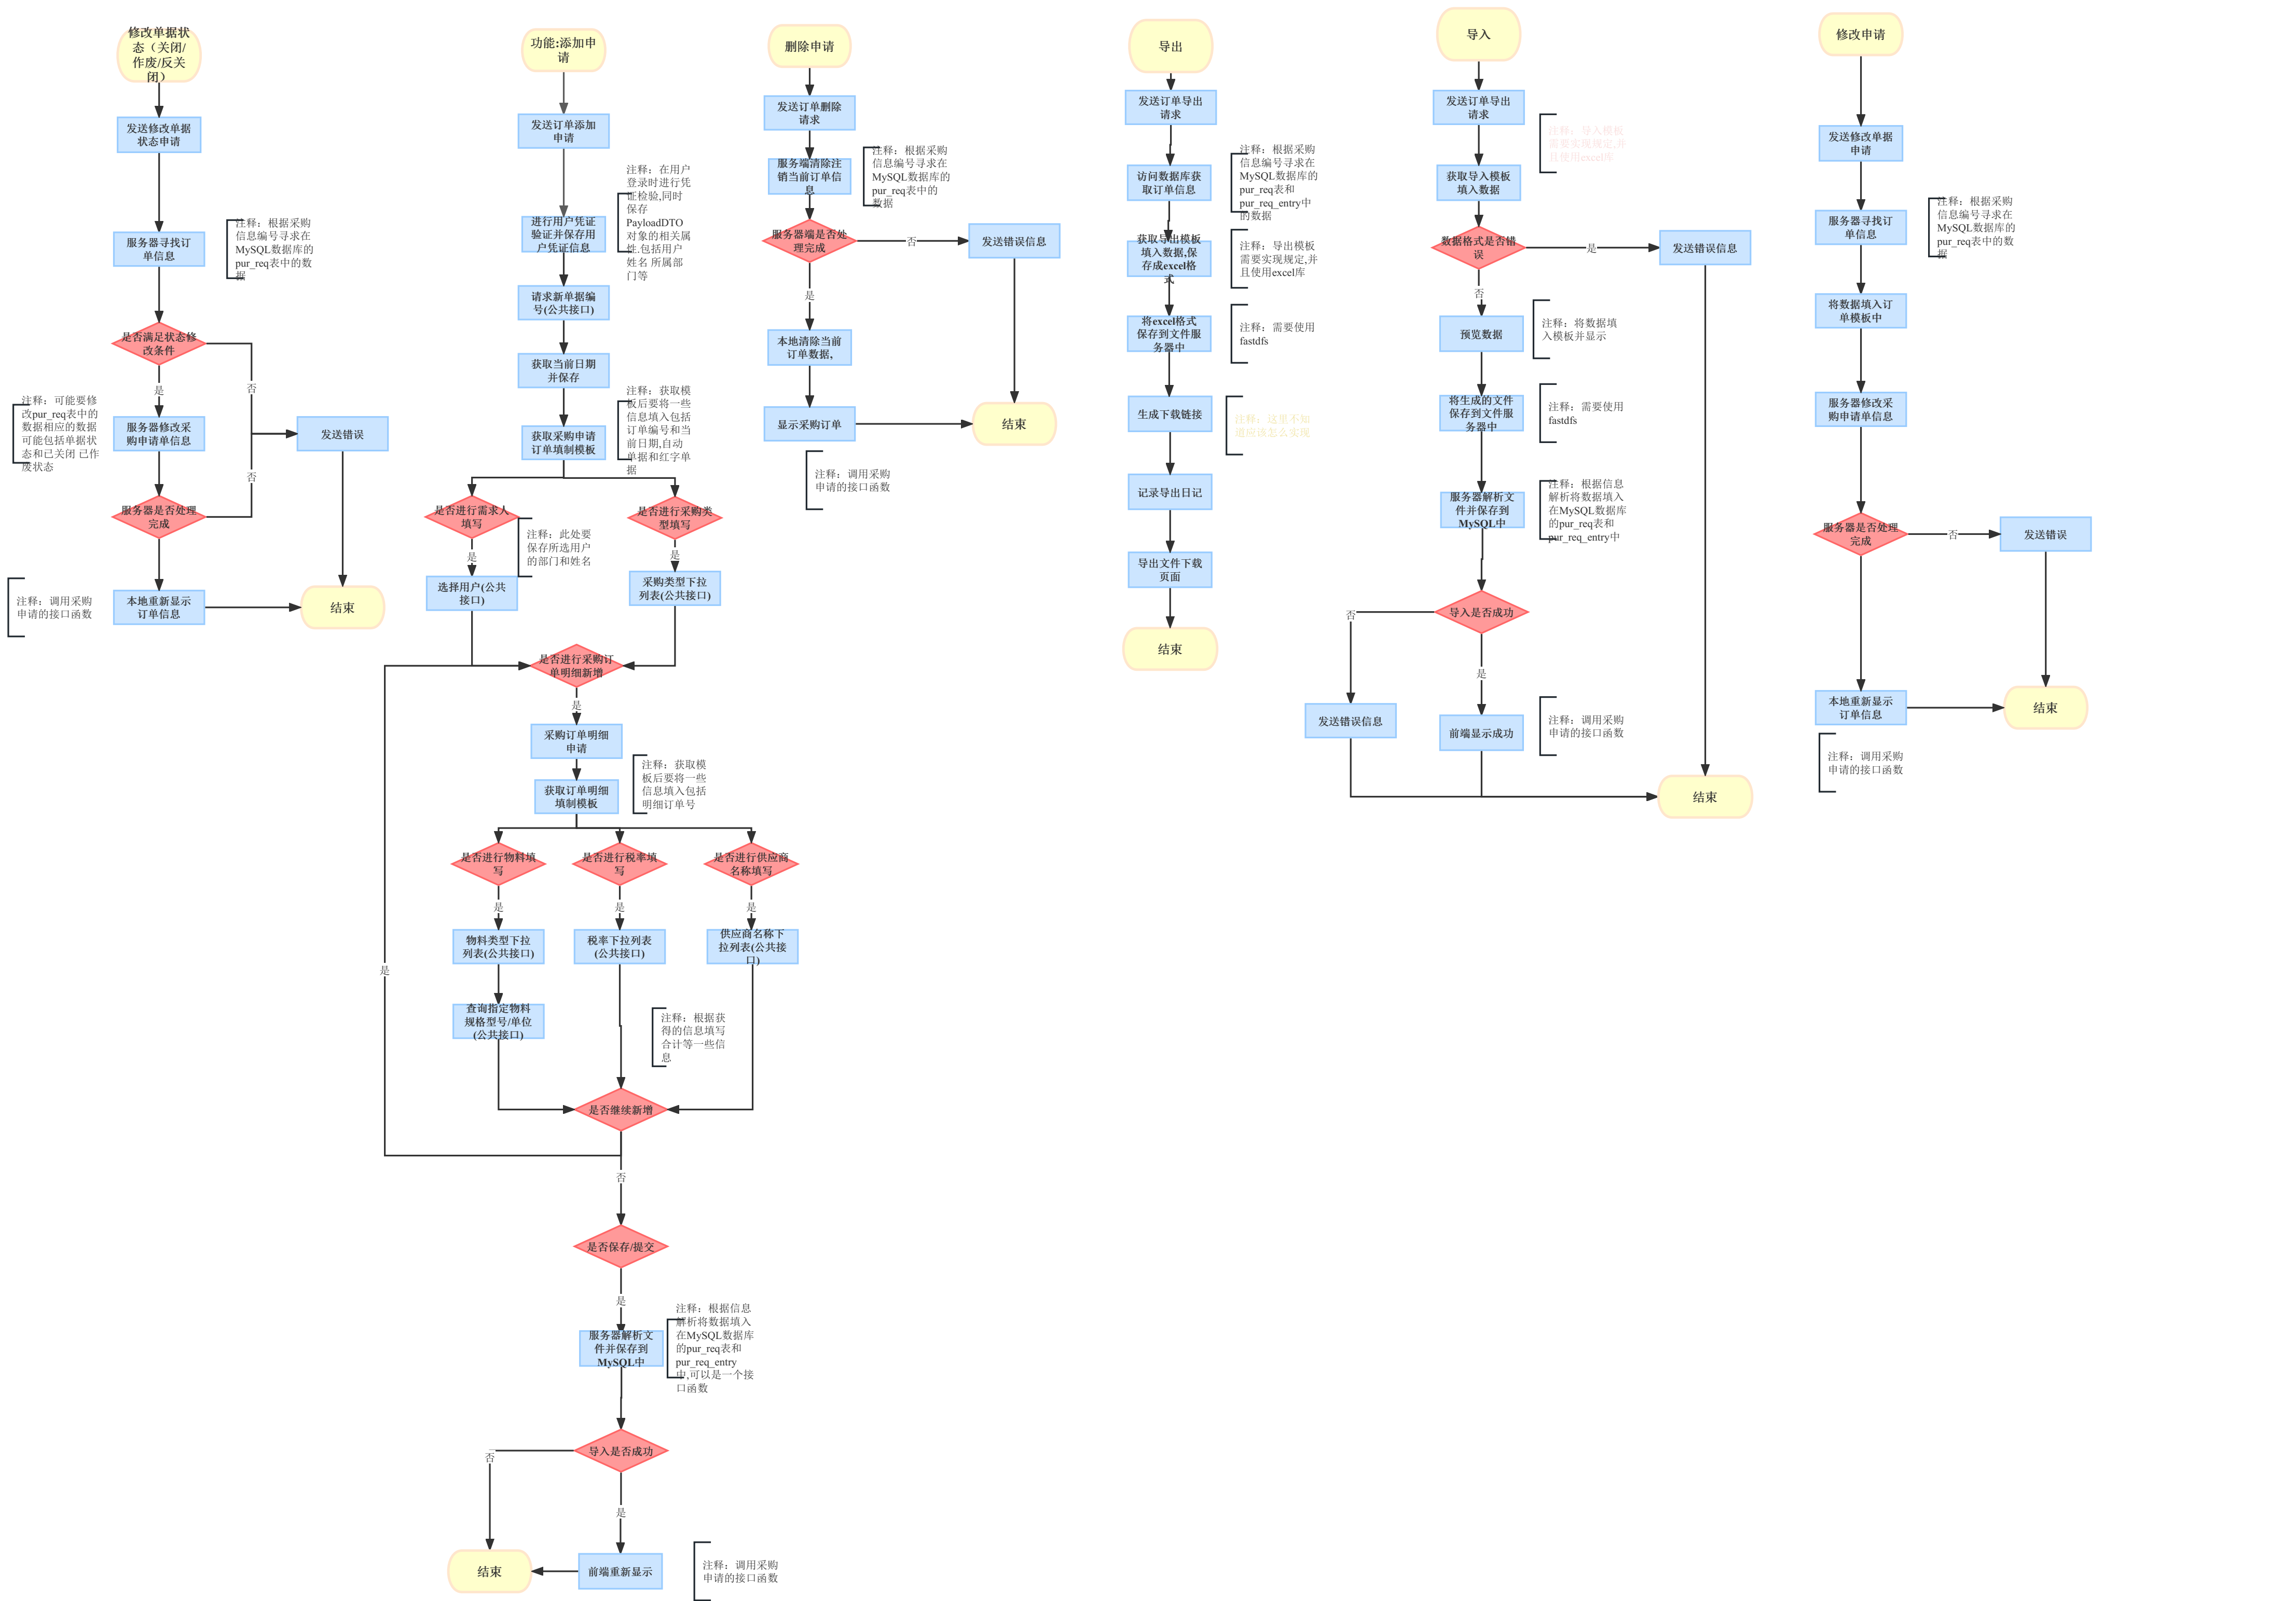 修改单据状
态（关闭/
作废/反关
闭）
发送修改单据
状态申请
服务器寻找订
单信息
注释：根据采购
信息编号寻求在
MySQL数据库的
pur_req表中的数
据
是否满足状态修
改条件
是
否
注释：可能要修
改pur_req表中的
数据相应的数据
可能包括单据状
态和已关闭 已作
废状态
服务器修改采
购申请单信息
发送错误
否
服务器是否处理
完成
注释：调用采购
申请的接口函数
本地重新显示
订单信息
结束
功能:添加申
请
发送订单添加
申请
注释：在用户
登录时进行凭
证检验,同时
保存
PayloadDTO
对象的相关属
性.包括用户
姓名 所属部
门等
进行用户凭证
验证并保存用
户凭证信息
请求新单据编
号(公共接口)
获取当前日期
并保存
注释：获取模
板后要将一些
信息填入包括
订单编号和当
前日期,自动
单据和红字单
据
获取采购申请
订单填制模板
是否进行需求人
填写
是否进行采购类
型填写
注释：此处要
保存所选用户
的部门和姓名
是
是
选择用户(公共
接口)
采购类型下拉
列表(公共接口)
是否进行采购订
单明细新增
是
采购订单明细
申请
获取订单明细
填制模板
注释：获取模
板后要将一些
信息填入包括
明细订单号
是否进行物料填
写
是否进行税率填
写
是否进行供应商
名称填写
是
是
是
物料类型下拉
列表(公共接口)
税率下拉列表
(公共接口)
供应商名称下
拉列表(公共接
口)
是
查询指定物料
规格型号/单位
(公共接口)
注释：根据获
得的信息填写
合计等一些信
息
是否继续新增
否
是否保存/提交
是
服务器解析文
件并保存到
MySQL中
注释：根据信息
解析将数据填入
在MySQL数据库
的pur_req表和
pur_req_entry
中,可以是一个接
口函数
导入是否成功
否
是
结束
前端重新显示
注释：调用采购
申请的接口函数
删除申请
发送订单删除
请求
服务端清除注
销当前订单信
息
注释：根据采购
信息编号寻求在
MySQL数据库的
pur_req表中的
数据
服务器端是否处
理完成
否
发送错误信息
是
本地清除当前
订单数据,
显示采购订单
结束
注释：调用采购
申请的接口函数
导出
发送订单导出
请求
访问数据库获
取订单信息
注释：根据采购
信息编号寻求在
MySQL数据库的
pur_req表和
pur_req_entry中
的数据
获取导出模板
填入数据,保
存成excel格
式
注释：导出模板
需要实现规定,并
且使用excel库
将excel格式
保存到文件服
务器中
注释：需要使用
fastdfs
生成下载链接
注释：这里不知
道应该怎么实现
记录导出日记
导出文件下载
页面
结束
导入
发送订单导出
请求
注释：导入模板
需要实现规定,并
且使用excel库
获取导入模板
填入数据
数据格式是否错
误
是
发送错误信息
否
预览数据
注释：将数据填
入模板并显示
将生成的文件
保存到文件服
务器中
注释：需要使用
fastdfs
服务器解析文
件并保存到
MySQL中
注释：根据信息
解析将数据填入
在MySQL数据库
的pur_req表和
pur_req_entry中
导入是否成功
否
是
发送错误信息
前端显示成功
注释：调用采购
申请的接口函数
结束
修改申请
发送修改单据
申请
服务器寻找订
单信息
注释：根据采购
信息编号寻求在
MySQL数据库的
pur_req表中的数
据
将数据填入订
单模板中
服务器修改采
购申请单信息
服务器是否处理
完成
否
发送错误
本地重新显示
订单信息
结束
注释：调用采购
申请的接口函数